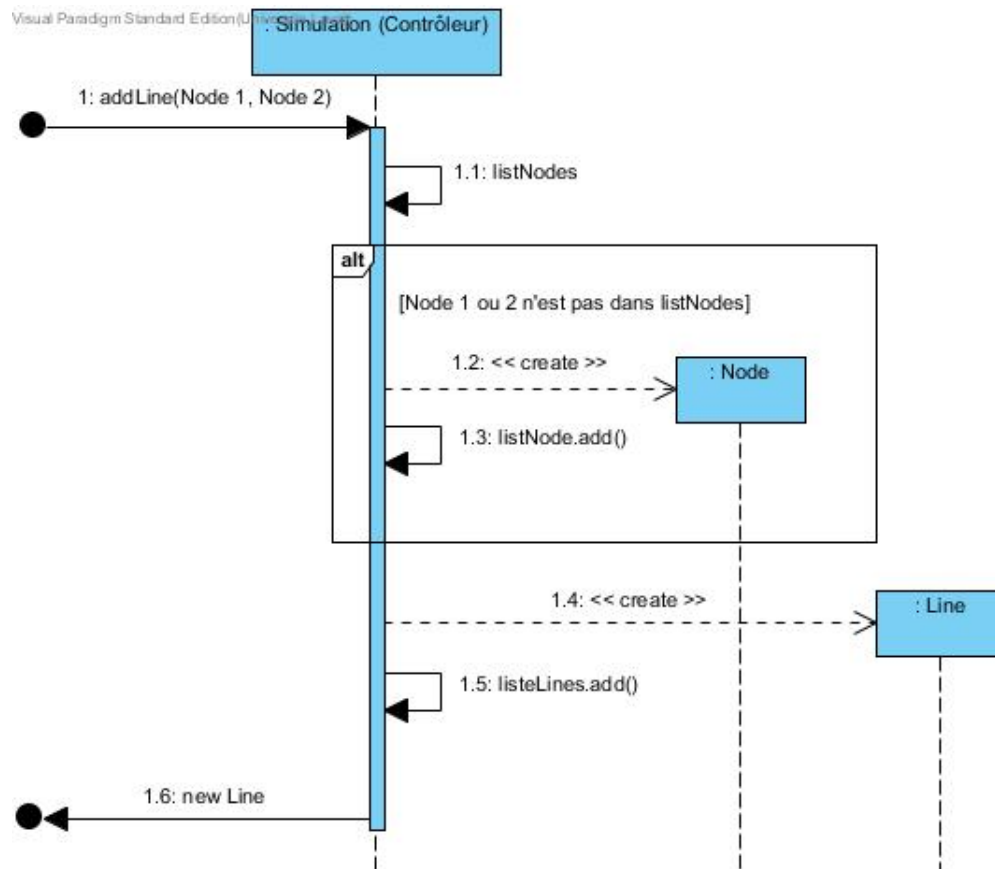 Visual Paradigm Standard Edition(
: Simulation (Contrôleur)
1: addLine(Node 1, Node 2)
1.1: listNodes
alt
[Node 1 ou 2 n'est pas dans listNodes]
1.2: << create >>
: Node
1.3: listNode.add()
1.4: << create >>
: Line
1.5: listeLines.add()
1.6: new Line